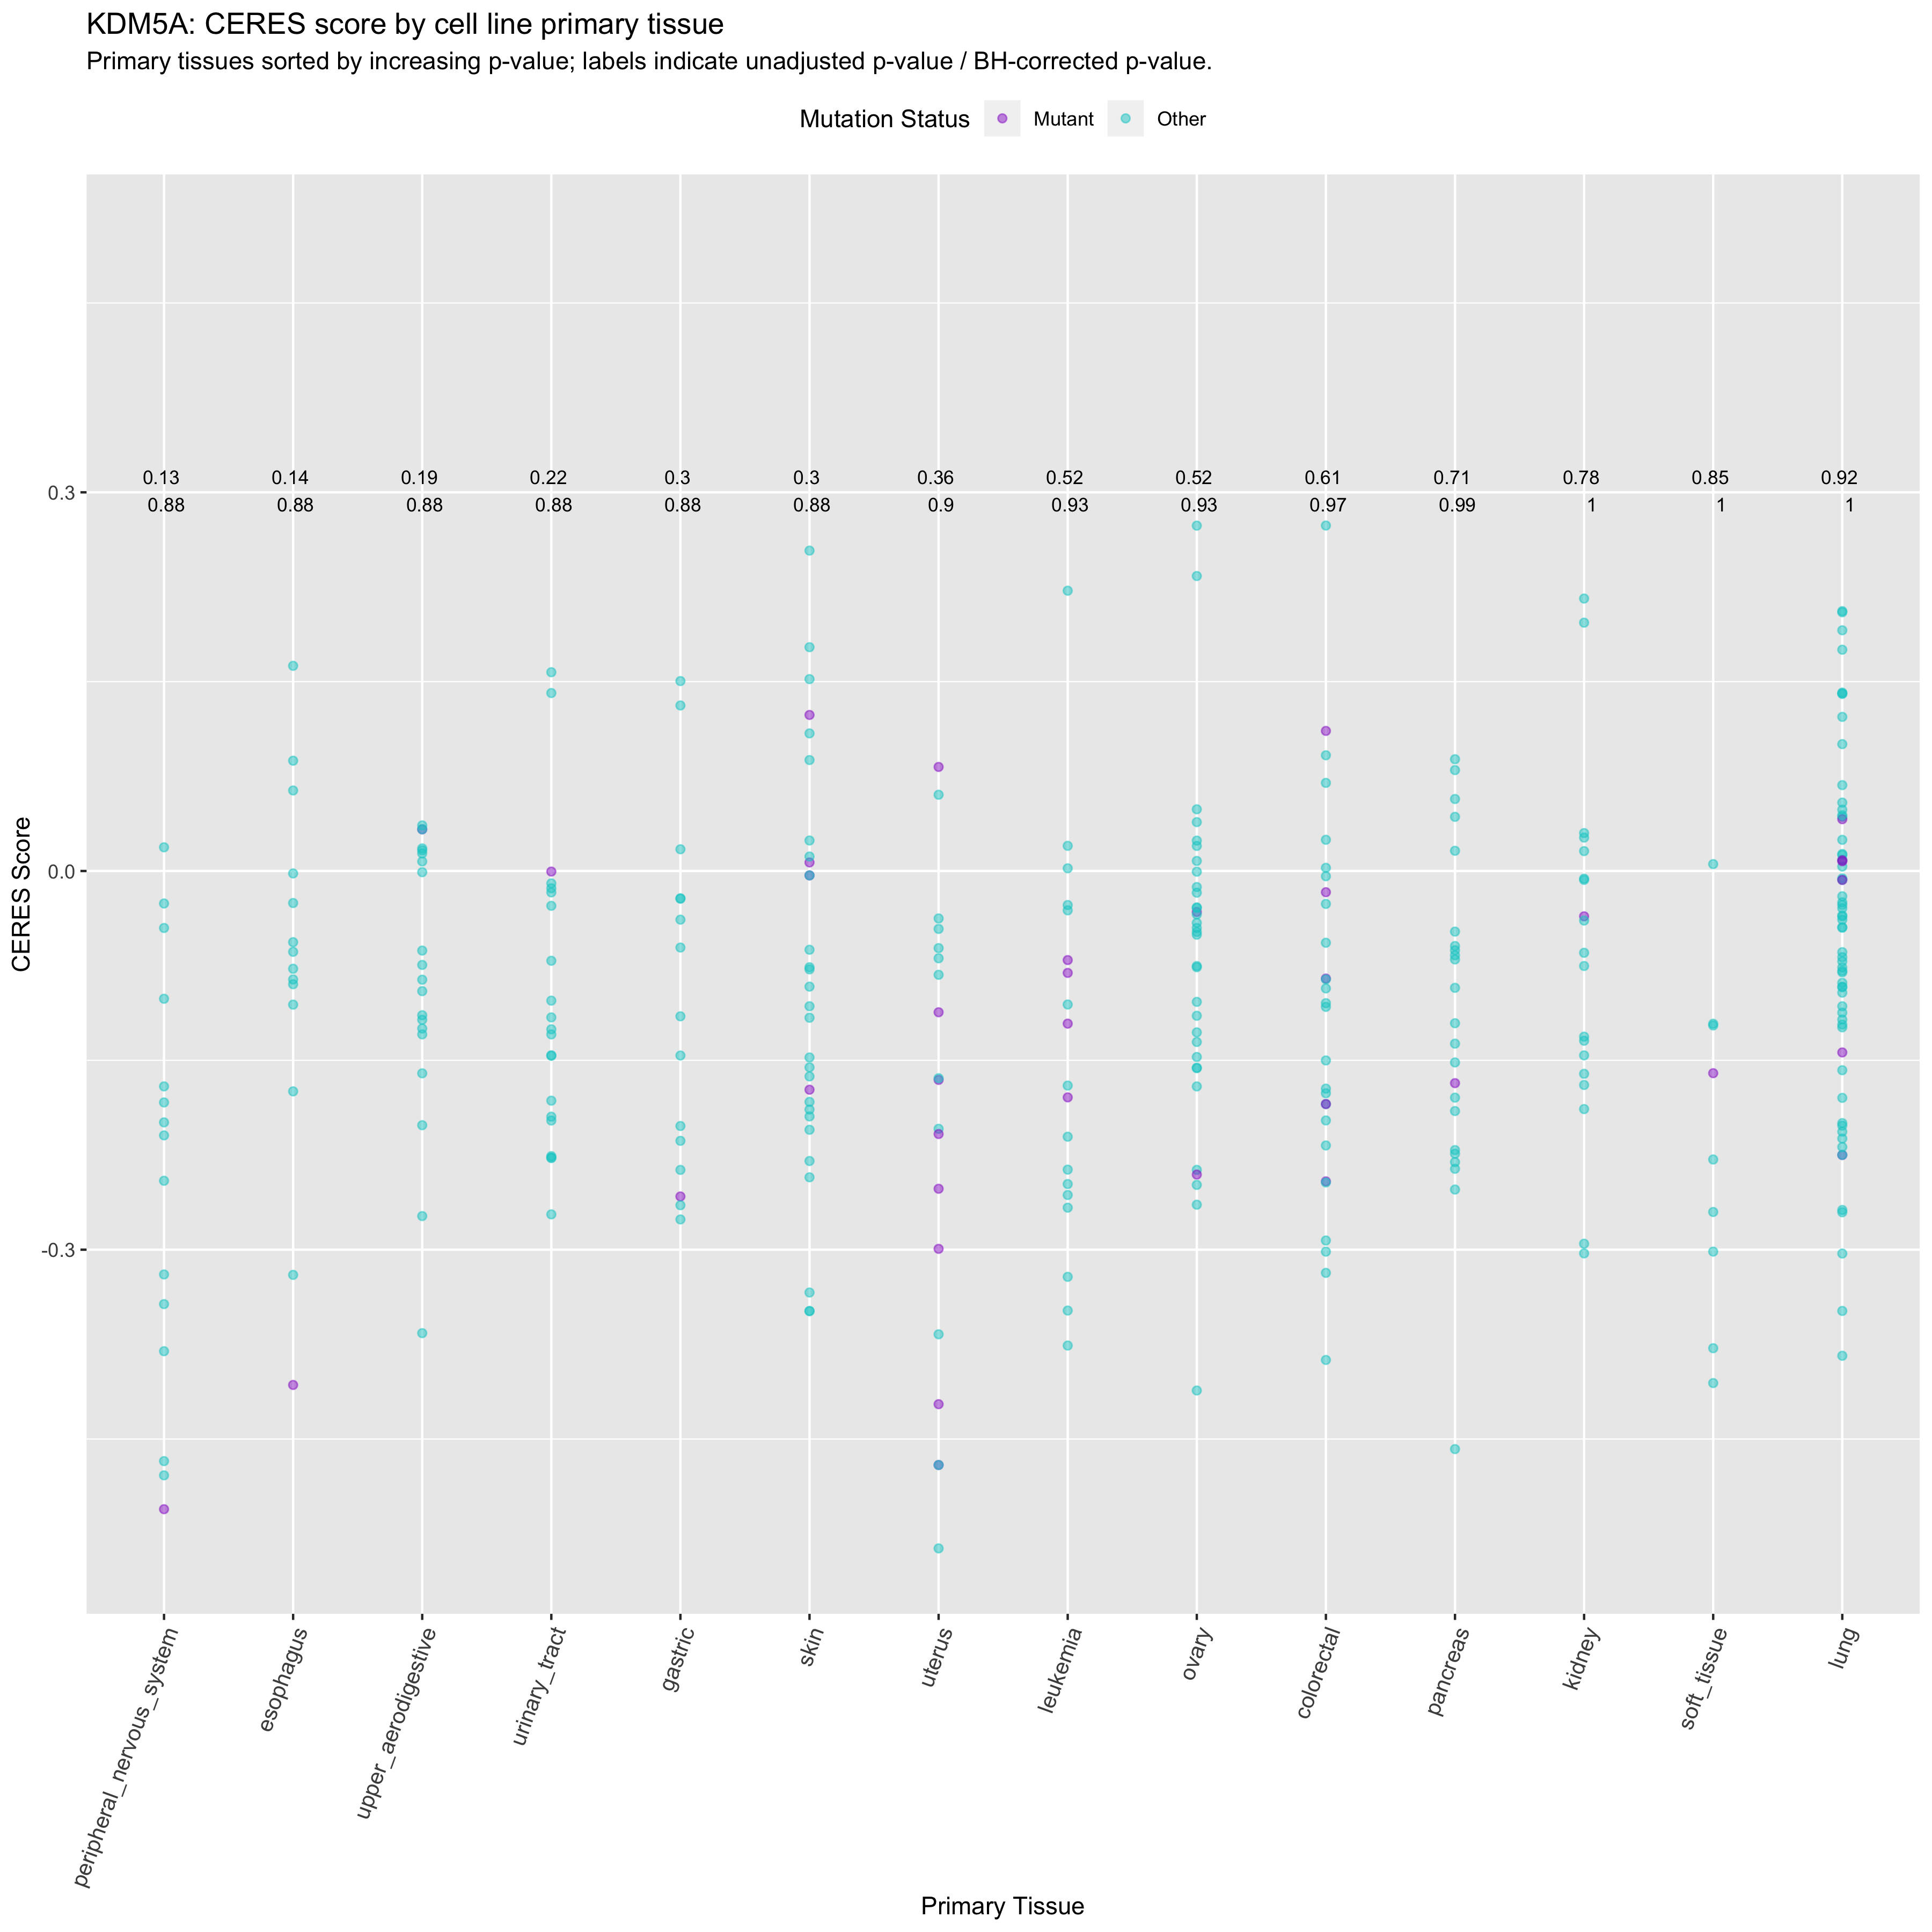 KDM5A: CERES score by cell line primary tissue
Primary tissues sorted by increasing p-value; labels indicate unadjusted p-value / BH-corrected p-value.
Mutation Status Mutant Other
0.13 0.14 0.19 0.22 0.3 0.3 0.36 0.52 0.52 0.61 0.71 0.78 0.85 0.92
0.3
0.88 0.88 0.88 0.88 0.88 0.88 0.9 0.93 0.93 0.97 0.99 1 1 1
0.0
CERES Score
-0.3
peripheral_nervous_system
esophagus
upper_aerodigestive
urinary_tract
gastric
skin
uterus
leukemia
ovary
colorectal
pancreas
kidney
soft_tissue
lung
Primary Tissue